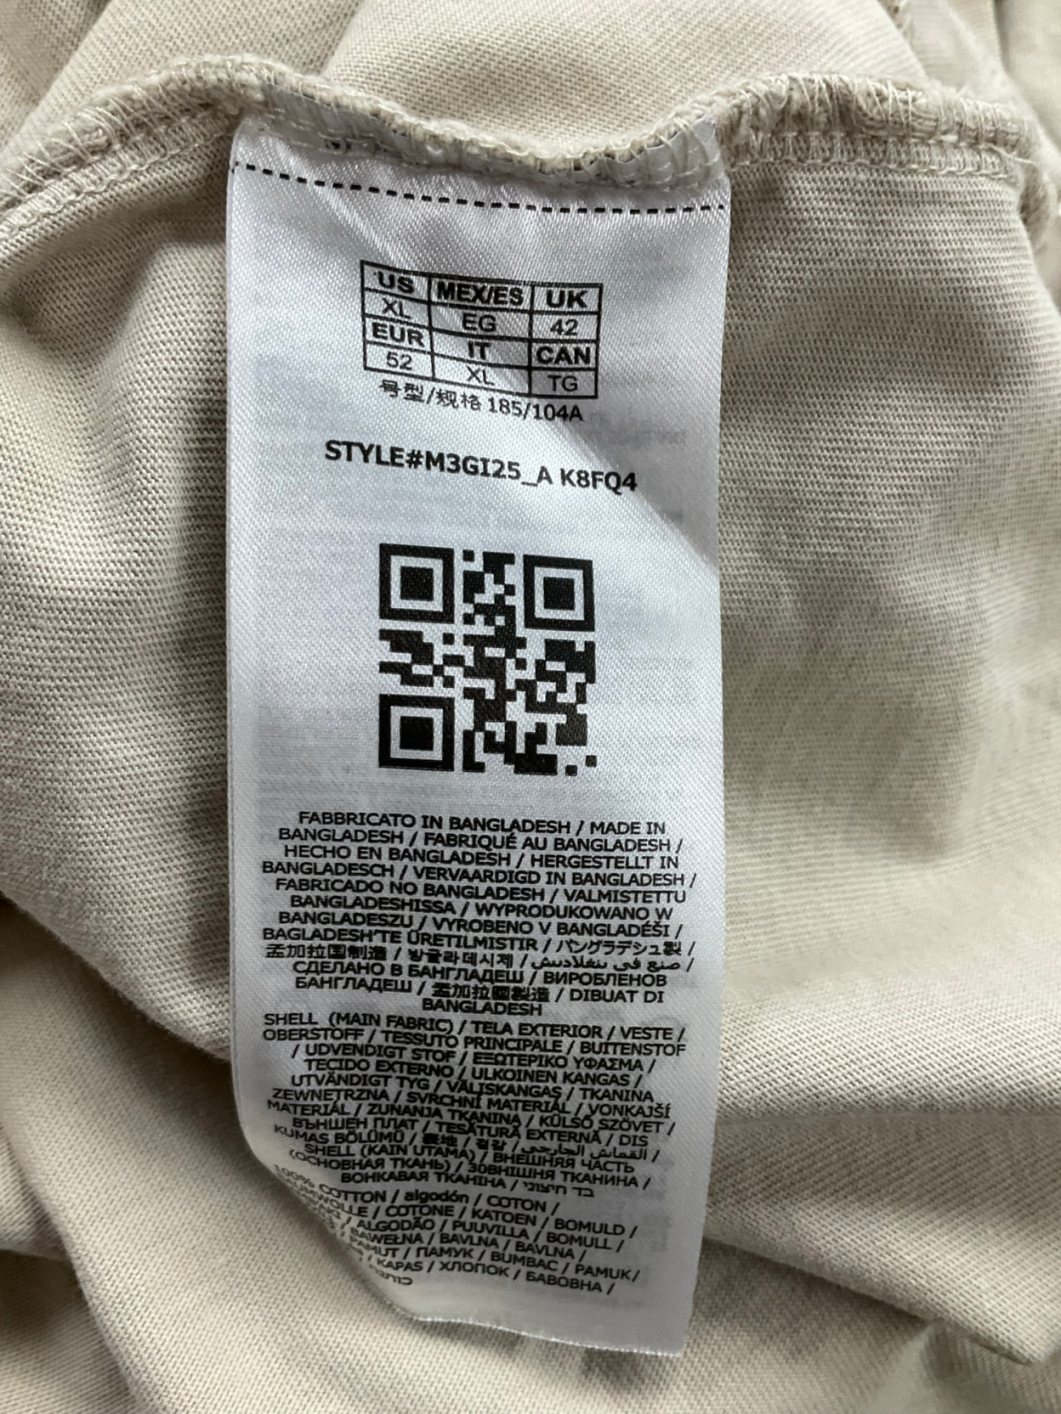 US MEX/ES UK
XL EG 42
EUR IT CAN
52 XL TG
号型/规格 185/104A
STYLE#M3GI25_A K8FQ4
FABBRICATO IN BANGLADESH / MADE IN
BANGLADESH / FABRIQUÉ AU BANGLADESH /
HECHO EN BANGLADESH / HERGESTELLT IN
BANGLADESCH / VERVAARDIGD IN BANGLADESH /
FABRICADO NO BANGLADESH / VALMISTETTU
BANGLADESHISSA / WYPRODUKOWANO W
BANGLADESZU / VYROBENO V BANGLADÉŠI /
BAGLADESH'TE ÜRETILMISTIR / バングラデシュ製 /
孟加拉国制造 / 방글라데시제 / صنع في بنغلاديش /
СДЕЛАНО В БАНГЛАДЕШ / ВИРОБЛЕНОВ
БАНГЛАДЕШ / 孟加拉國製造 / DIBUAT DI
BANGLADESH
SHELL (MAIN FABRIC) / TELA EXTERIOR / VESTE /
OBERSTOFF / TESSUTO PRINCIPALE / BUITENSTOF
/ UDVENDIGT STOF / ΕΞΩΤΕΡΙΚΟ ΥΦΑΣΜΑ /
TECIDO EXTERNO / ULKOINEN KANGAS /
UTVÄNDIGT TYG / VÄLISKANGAS / TKANINA
ZEWNĘTRZNA / SVRCHNÍ MATERIÁL / VONKAJŠÍ
MATERIÁL / ZUNANJA TKANINA / KÜLSŐ SZÖVET /
ВЪНШЕН ПЛАТ / TESĂTURĂ EXTERNĂ / DIS
KUMAS BÖLÜMÜ / 表地 / 겉감 / القماش الخارجي /
SHELL (KAIN UTAMA) / ВНЕШНЯЯ ЧАСТЬ
(ОСНОВНАЯ ТКАНЬ) / ЗОВНІШНЯ ТКАНИНА /
ВОНКАВАЯ ТКАНІНА / בד חיצוני
100% COTTON / algodón / COTON /
/ COTONE / KATOEN / BOMULD /
/ ALGODÃO / PUUVILLA / BOMULL /
/ BAWEŁNA / BAVLNA / BAVLNA /
PAMUT / ПАМУК / BUMBAC / PAMUK/
/ KAPAS / ХЛОПОК / БАВОВНА /